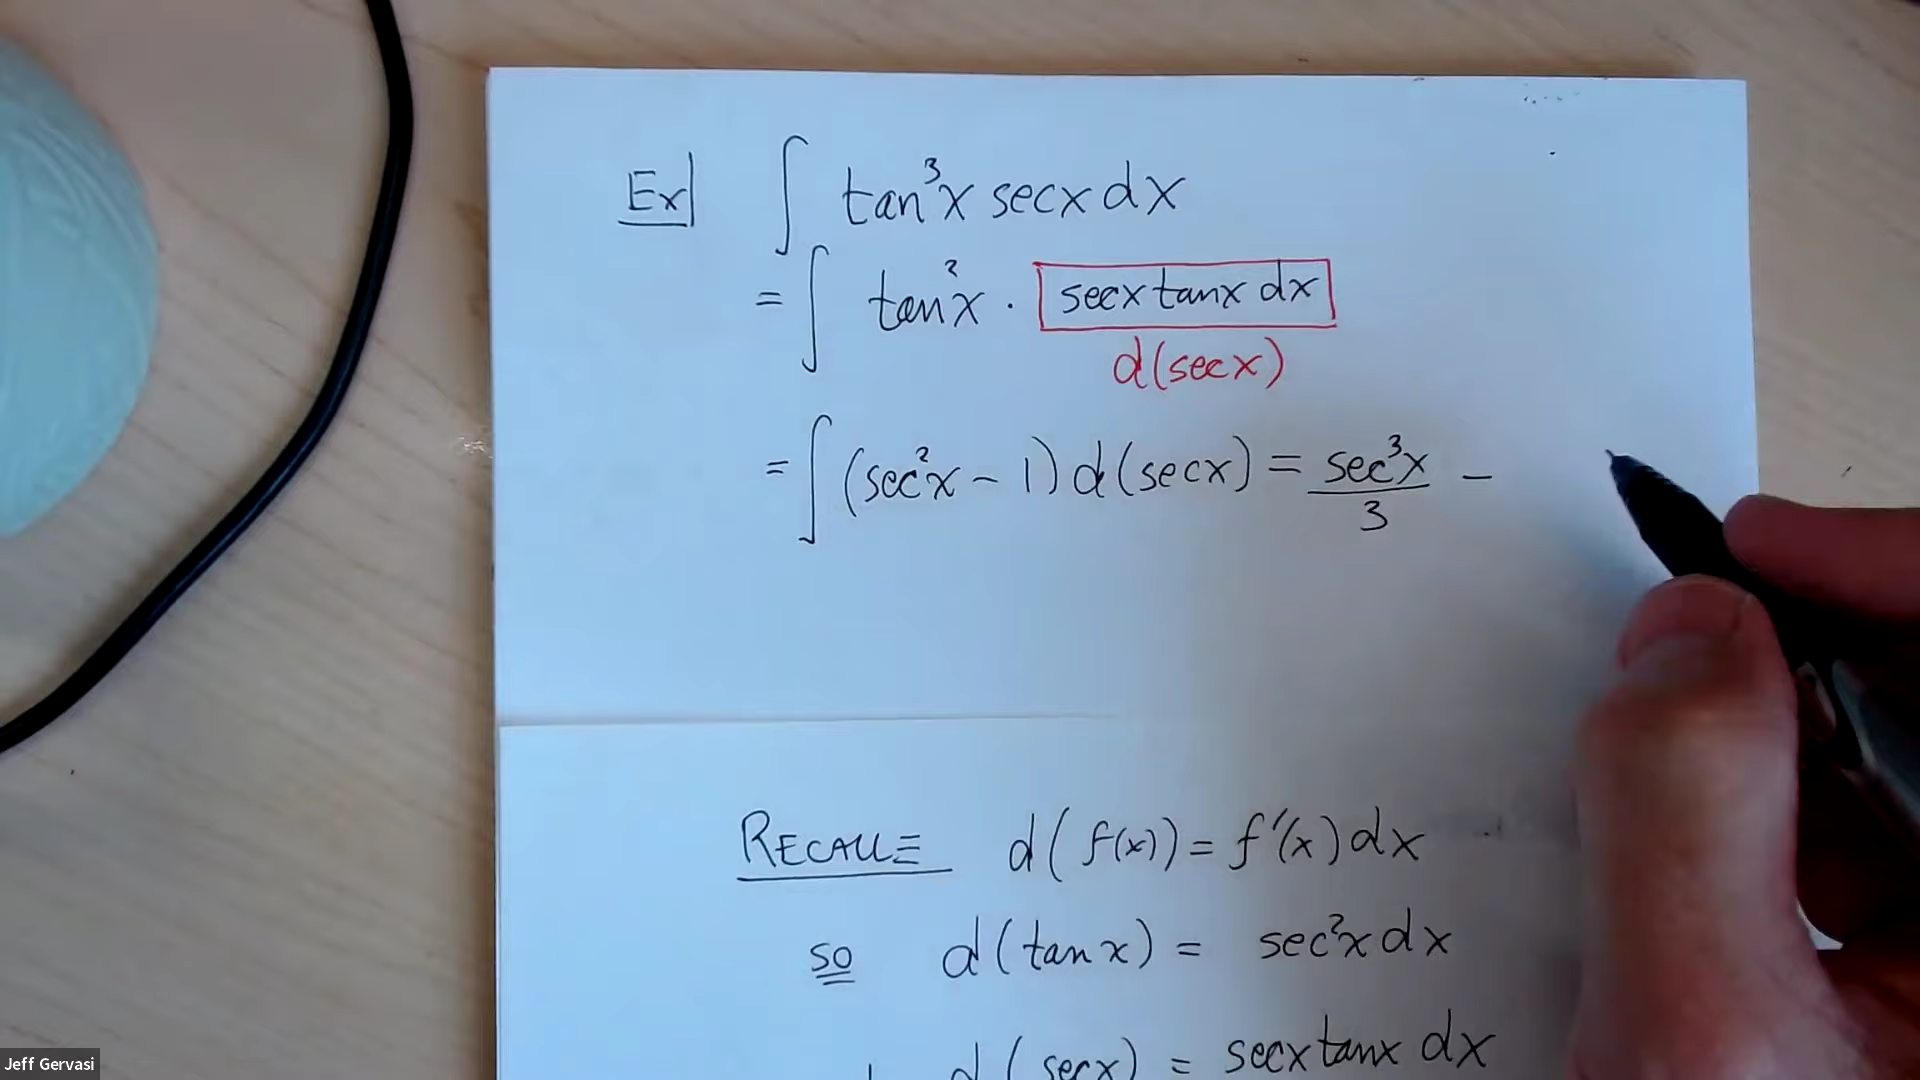 Ex| ∫ tan³x secx dx
= ∫ tan²x · secx tanx dx
d(secx)
= ∫ (sec²x - 1) d(secx) = sec³x/3 -
RECALL d(f(x)) = f'(x) dx
so d(tanx) = sec²x dx
d(secx) = secx tanx dx
Jeff Gervasi